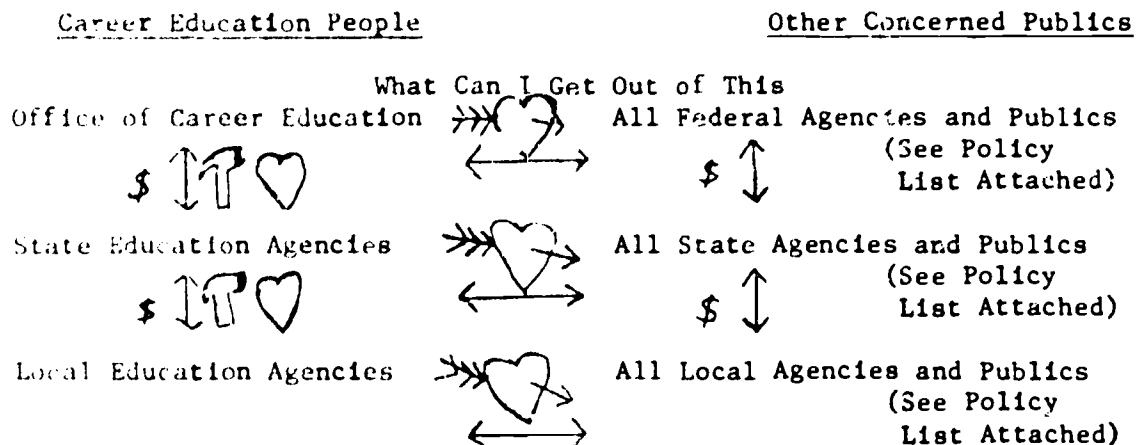 Career Education People Other Concerned Publics
What Can I Get Out of This
Office of Career Education All Federal Agencies and Publics
(See Policy
$ $
List Attached)
State Education Agencies All State Agencies and Publics
(See Policy
$ $
List Attached)
Local Education Agencies All Local Agencies and Publics
(See Policy
List Attached)